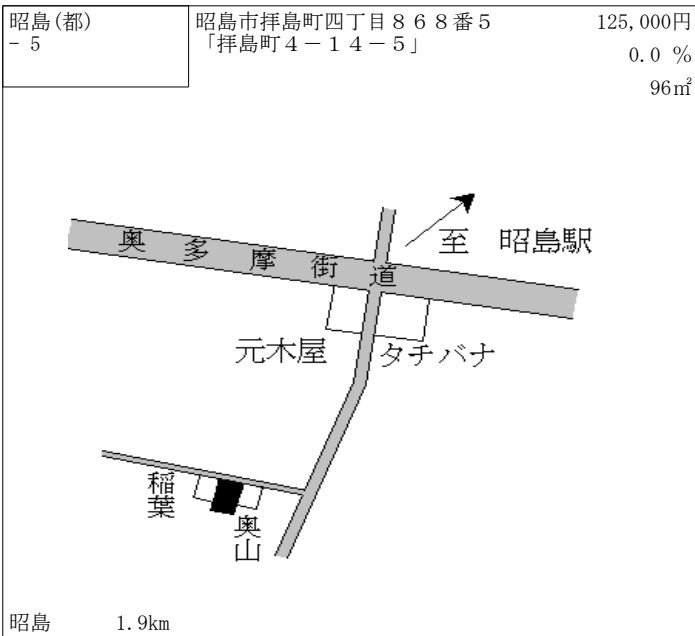 昭島(都)
- 5
昭島市拝島町四丁目868番5
「拝島町4-14-5」
125,000円
0.0 %
96㎡
奥多摩街道
至 昭島駅
元木屋
タチバナ
稲葉
奥山
昭島 1.9km